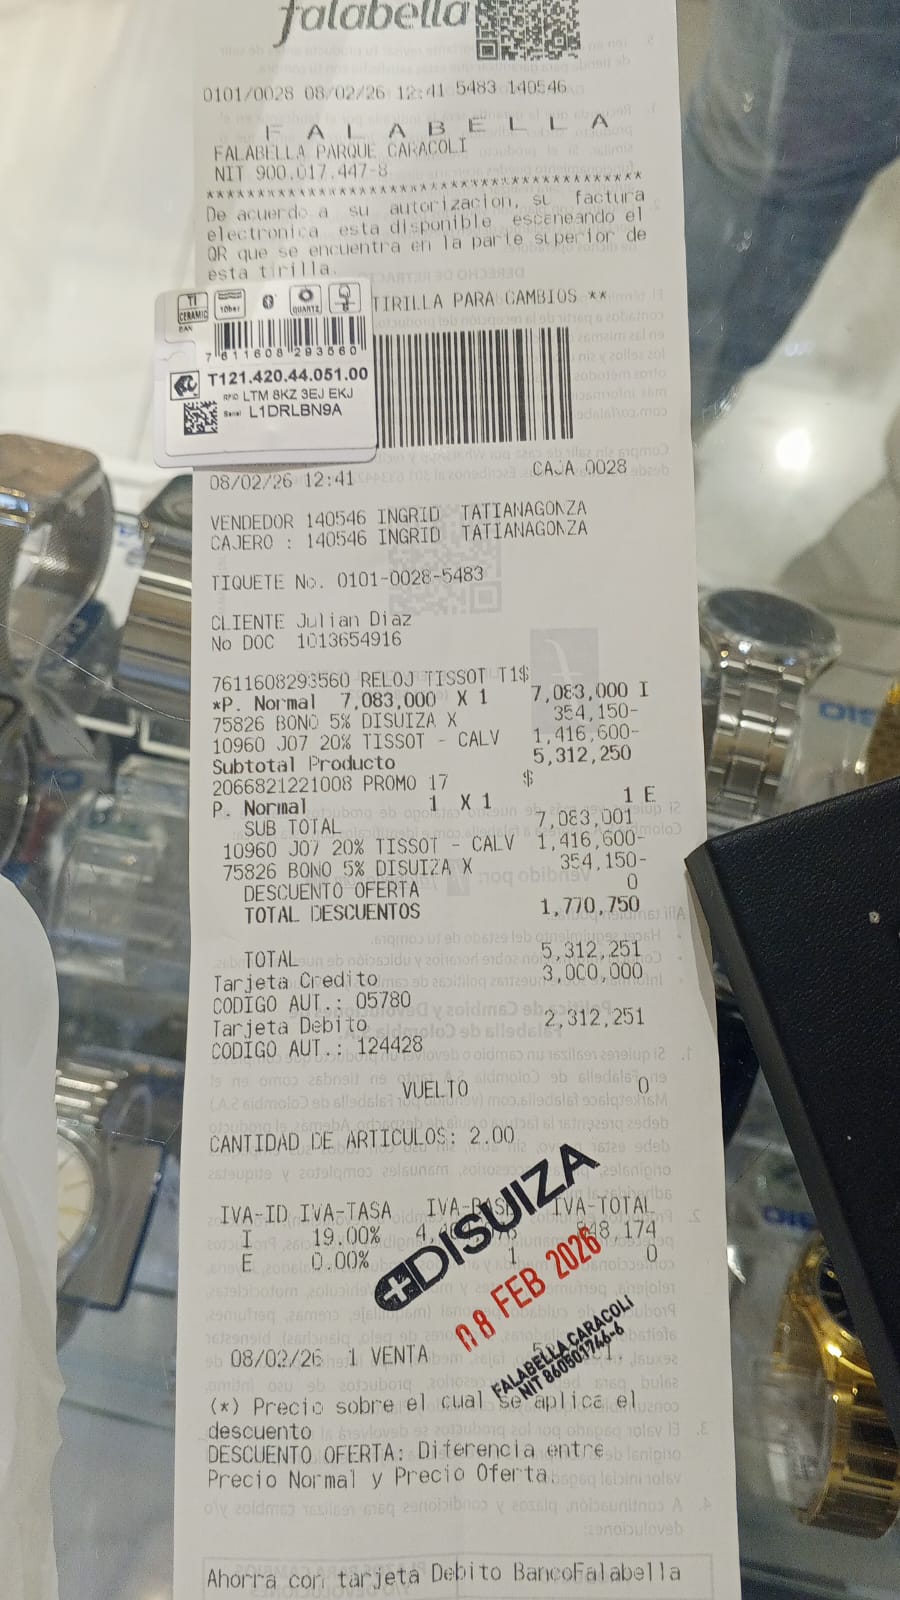 falabella
0101/0028 08/02/26 12:41 5483 140546
F A L A B E L L A
FALABELLA PARQUE CARACOLI
NIT 900.017.447-8
De acuerdo a su autorizacion, su factura
electronica esta disponible escaneando el
QR que se encuentra en la parte superior de
esta tirilla.
TIRILLA PARA CAMBIOS **
TI
CERAMIC
10bar
QUARTZ
7 611608 293560
T121.420.44.051.00
RFID LTM 8KZ 3EJ EKJ
Serial L1DRLBN9A
CAJA 0028
08/02/26 12:41
VENDEDOR 140546 INGRID TATIANAGONZA
CAJERO : 140546 INGRID TATIANAGONZA
TIQUETE No. 0101-0028-5483
CLIENTE Julian Diaz
No DOC 1013654916
7611608293560 RELOJ TISSOT T1$
*P. Normal 7,083,000 X 1 7,083,000 I
75826 BONO 5% DISUIZA X 354,150-
10960 J07 20% TISSOT - CALV 1,416,600-
Subtotal Producto 5,312,250
2066821221008 PROMO 17 $
P. Normal 1 X 1 1 E
SUB TOTAL 7,083,001
10960 J07 20% TISSOT - CALV 1,416,600-
75826 BONO 5% DISUIZA X 354,150-
DESCUENTO OFERTA 0
TOTAL DESCUENTOS 1,770,750
TOTAL 5,312,251
Tarjeta Credito 3,000,000
CODIGO AUT.: 05780
Tarjeta Debito 2,312,251
CODIGO AUT.: 124428
VUELTO 0
CANTIDAD DE ARTICULOS: 2.00
IVA-ID IVA-TASA IVA-BASE IVA-TOTAL
I 19.00% 848,174
E 0.00% 1 0
DISUIZA
08 FEB 2026
FALABELLA CARACOLI
NIT 860501746-6
08/02/26 1 VENTA
(*) Precio sobre el cual se aplica el
descuento
DESCUENTO OFERTA: Diferencia entre
Precio Normal y Precio Oferta.
Ahorra con tarjeta Debito BancoFalabella